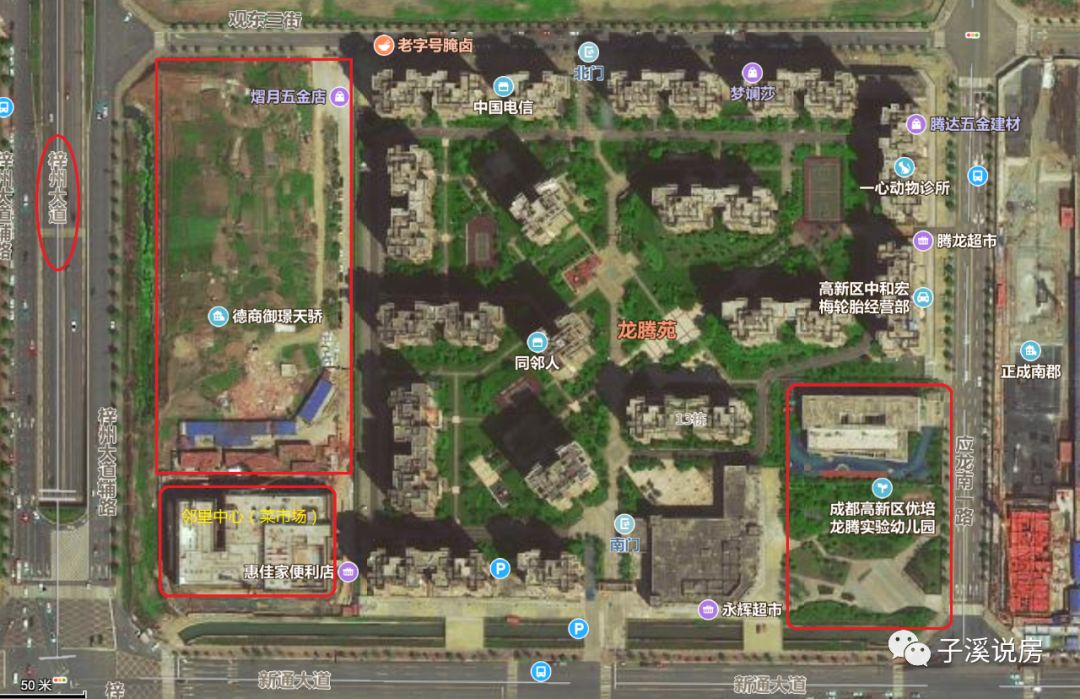 观东三街
老字号腌卤
北门
中国电信
梦斓莎
熠月五金店
腾达五金建材
梓州大道
梓州大道辅路
一心动物诊所
腾龙超市
高新区中和宏
梅轮胎经营部
德商御璟天骄
龙腾苑
同邻人
正成南郡
13栋
梓州大道辅路
应龙南一路
邻里中心（菜市场）
成都高新区优培
龙腾实验幼儿园
南门
惠佳家便利店
P
永辉超市
P
子溪说房
新通大道
新通大道
50 米
梓